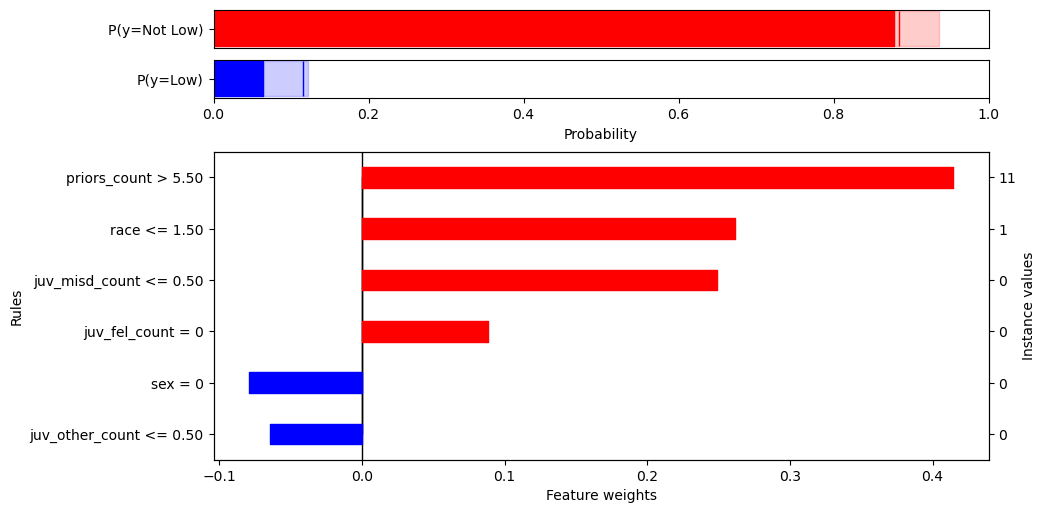 P(y=Not Low)
P(y=Low)
0.0 0.2 0.4 0.6 0.8 1.0
Probability
priors_count > 5.50 11
race <= 1.50 1
juv_misd_count <= 0.50 0
juv_fel_count = 0 0
sex = 0 0
juv_other_count <= 0.50 0
Rules
Instance values
−0.1 0.0 0.1 0.2 0.3 0.4
Feature weights